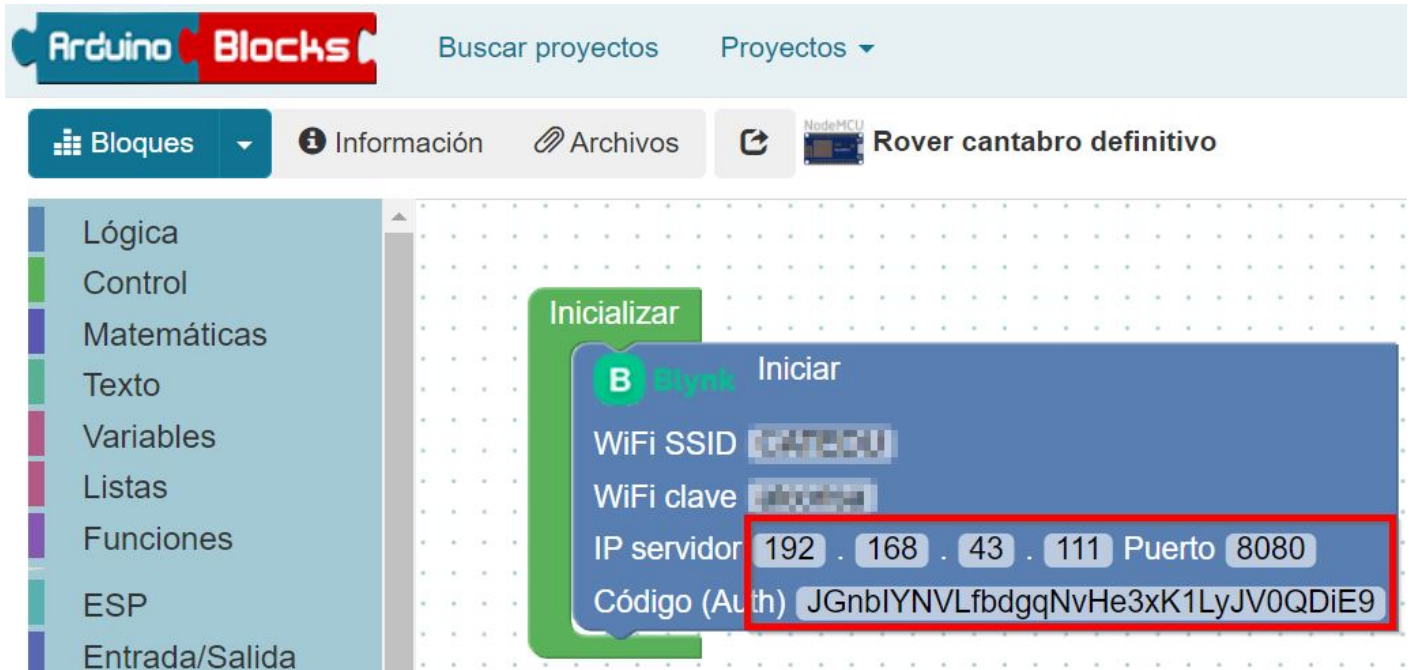 Arduino Blocks
Buscar proyectos Proyectos
Bloques Información Archivos NodeMCU Rover cantabro definitivo
Lógica
Control
Matemáticas
Texto
Variables
Listas
Funciones
ESP
Entrada/Salida
Inicializar
B Blynk Iniciar
WiFi SSID
WiFi clave
IP servidor 192 . 168 . 43 . 111 Puerto 8080
Código (Auth) JGnbIYNVLfbdgqNvHe3xK1LyJV0QDiE9